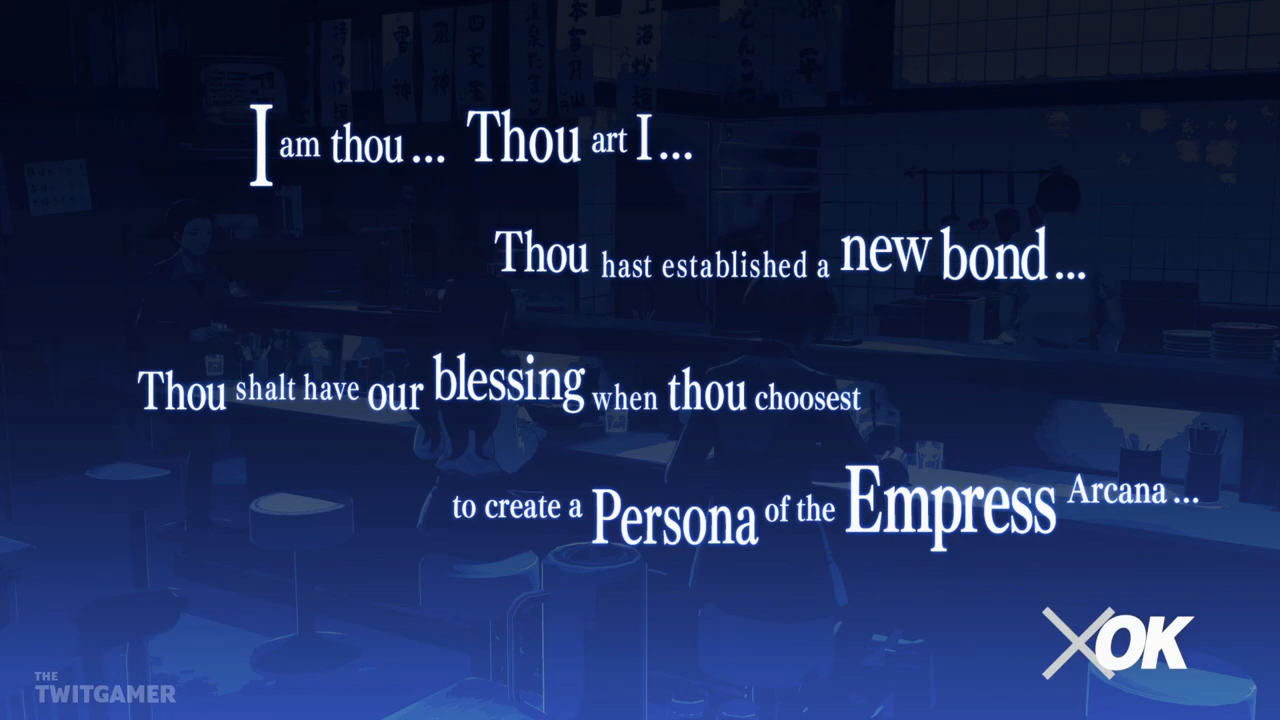 I am thou... Thou art I...
Thou hast established a new bond...
Thou shalt have our blessing when thou choosest
to create a Persona of the Empress Arcana...
OK
THE
TWITGAMER